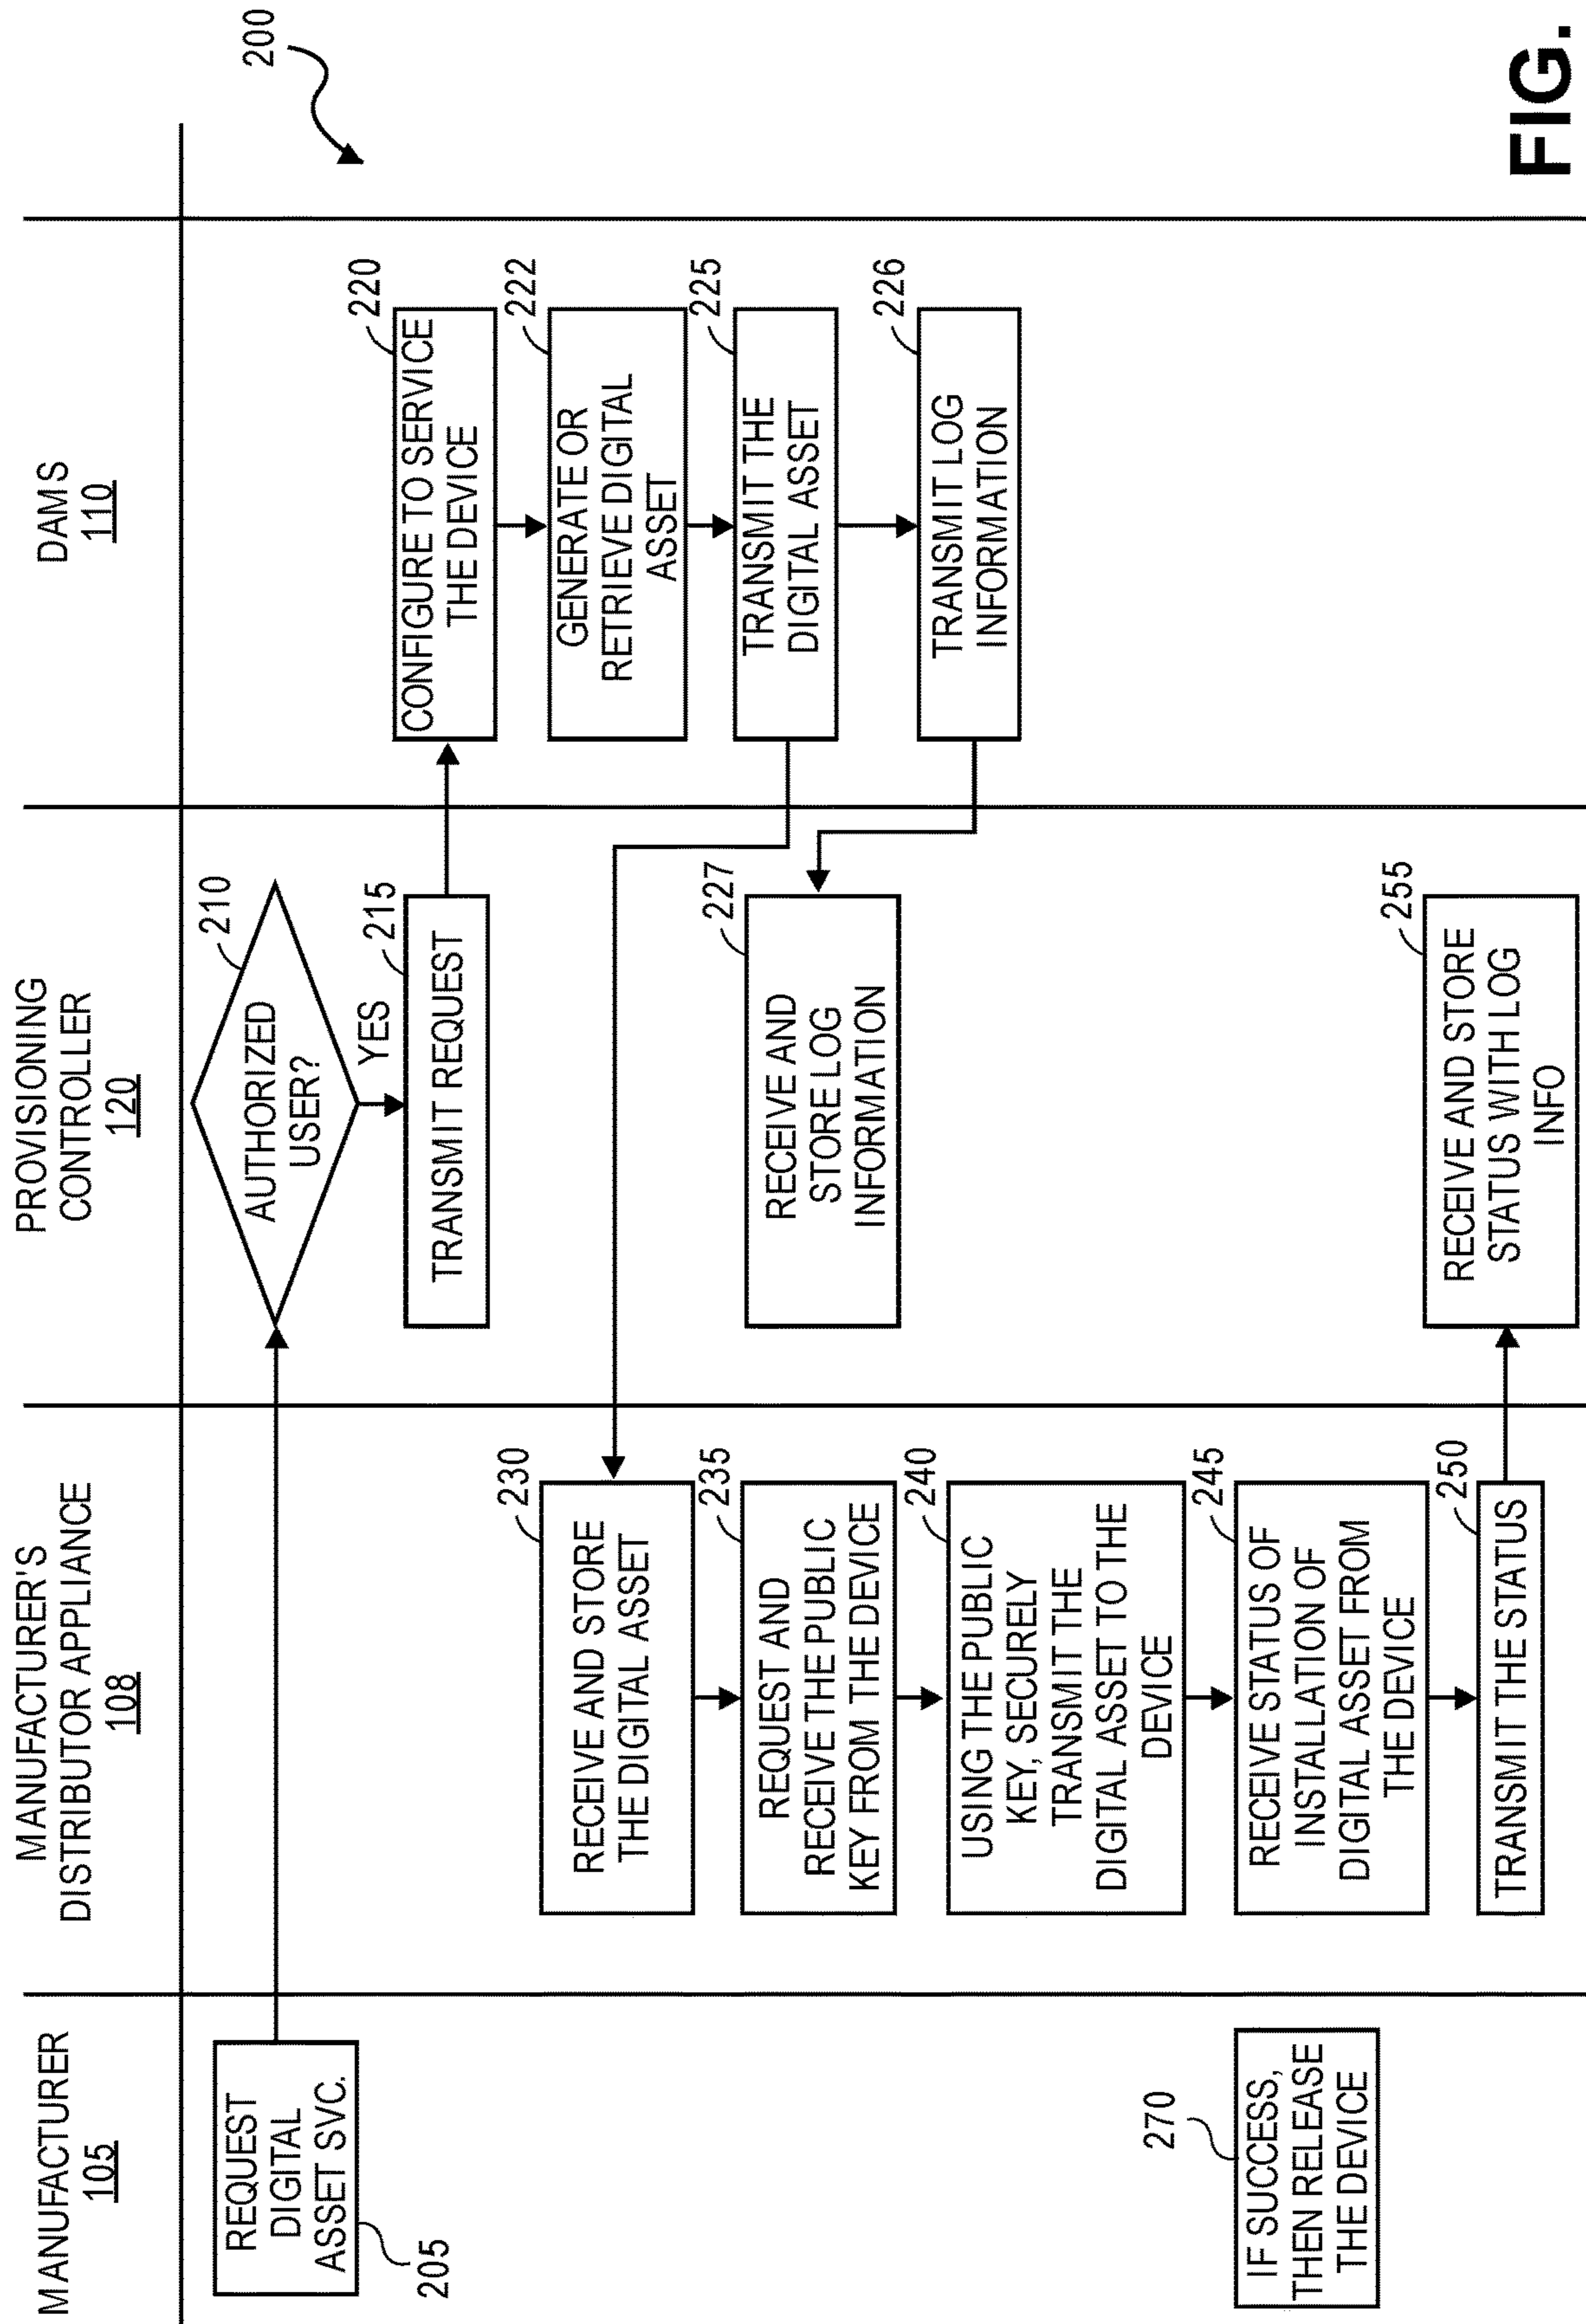 MANUFACTURER
105
MANUFACTURER'S
DISTRIBUTOR APPLIANCE
108
PROVISIONING
CONTROLLER
120
DAMS
110
200
REQUEST
DIGITAL
ASSET SVC.
205
AUTHORIZED
USER?
210
YES
TRANSMIT REQUEST
215
CONFIGURE TO SERVICE
THE DEVICE
220
GENERATE OR
RETRIEVE DIGITAL
ASSET
222
TRANSMIT THE
DIGITAL ASSET
225
TRANSMIT LOG
INFORMATION
226
RECEIVE AND
STORE LOG
INFORMATION
227
RECEIVE AND STORE
THE DIGITAL ASSET
230
REQUEST AND
RECEIVE THE PUBLIC
KEY FROM THE DEVICE
235
USING THE PUBLIC
KEY, SECURELY
TRANSMIT THE
DIGITAL ASSET TO THE
DEVICE
240
RECEIVE STATUS OF
INSTALLATION OF
DIGITAL ASSET FROM
THE DEVICE
245
TRANSMIT THE STATUS
250
RECEIVE AND STORE
STATUS WITH LOG
INFO
255
IF SUCCESS,
THEN RELEASE
THE DEVICE
270
FIG.